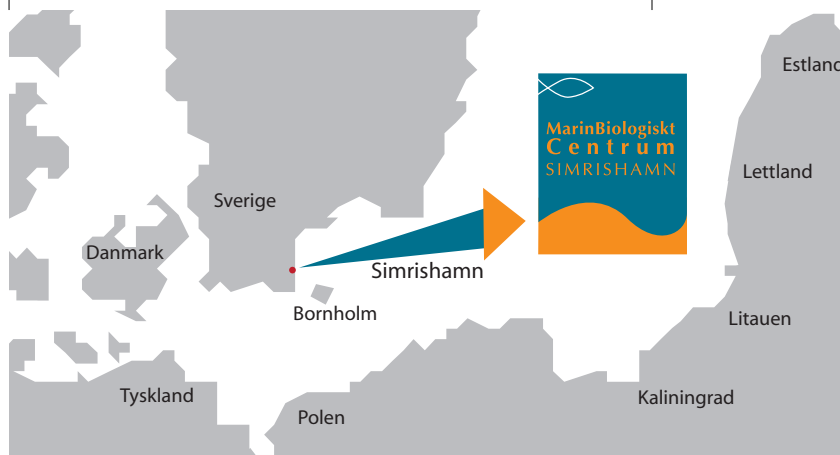 Estland
MarinBiologiskt
Centrum
SIMRISHAMN
Lettland
Sverige
Danmark
Simrishamn
Bornholm
Litauen
Tyskland
Kaliningrad
Polen